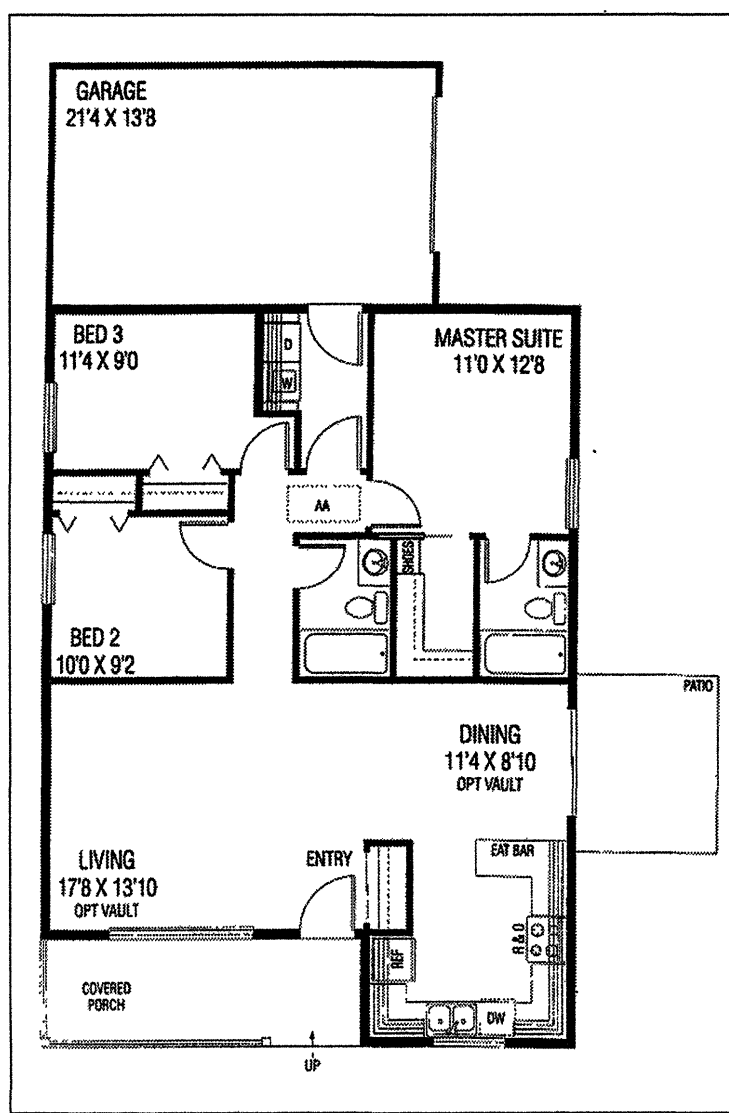 GARAGE
21'4 X 13'8
BED 3
11'4 X 9'0
D
W
MASTER SUITE
11'0 X 12'8
AA
SHOES
BED 2
10'0 X 9'2
PATIO
DINING
11'4 X 8'10
OPT VAULT
LIVING
17'8 X 13'10
OPT VAULT
ENTRY
EAT BAR
R & O
REF
DW
COVERED
PORCH
UP